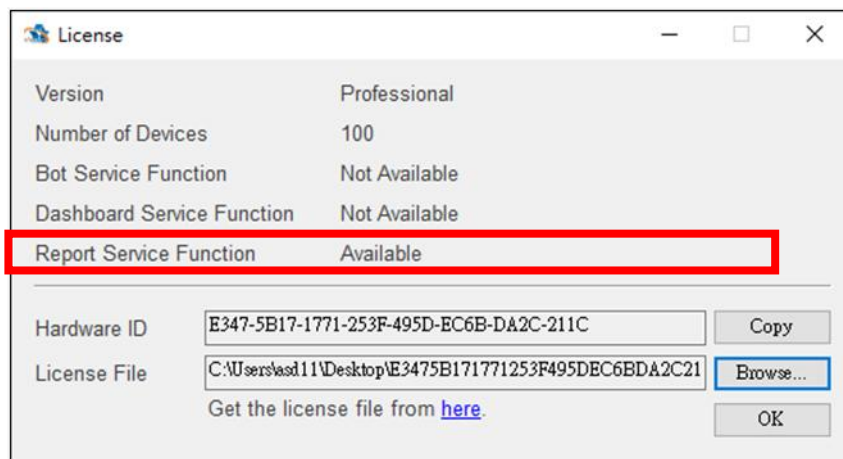 License
Version Professional
Number of Devices 100
Bot Service Function Not Available
Dashboard Service Function Not Available
Report Service Function Available
Hardware ID E347-5B17-1771-253F-495D-EC6B-DA2C-211C Copy
License File C:\Users\asd11\Desktop\E3475B171771253F495DEC6BDA2C21 Browse...
Get the license file from here.
OK